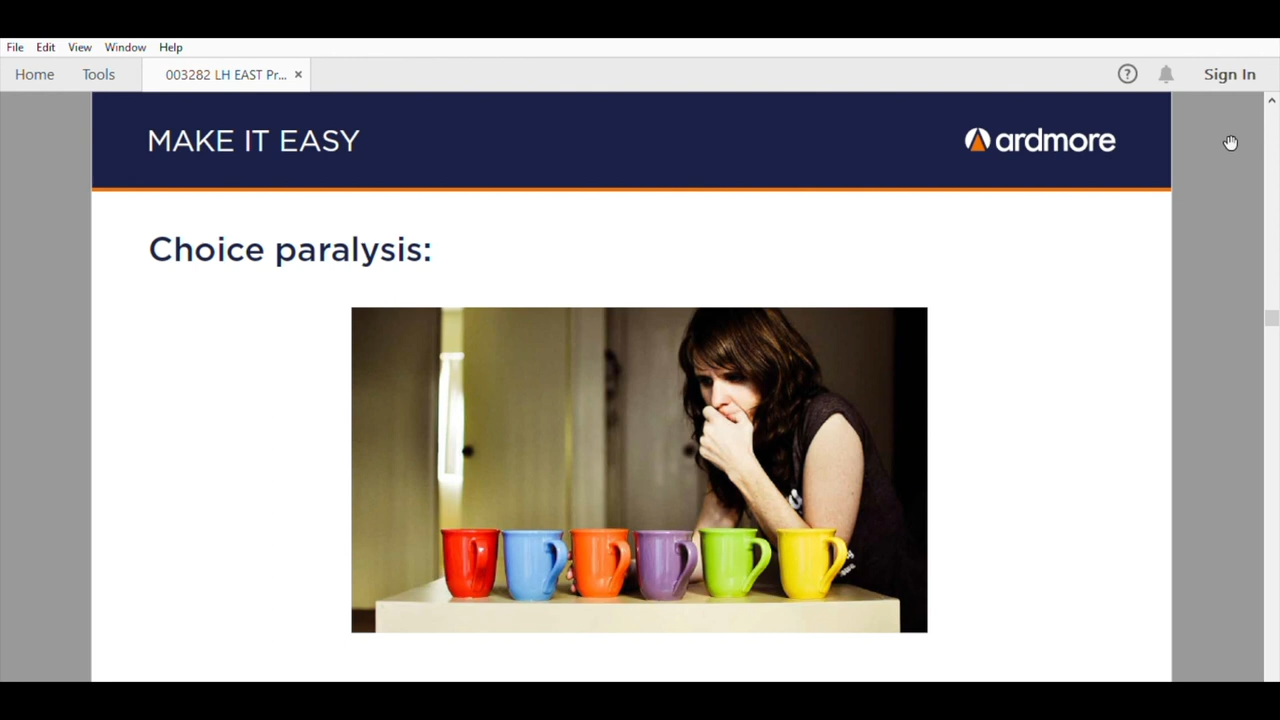 File Edit View Window Help
Home Tools 003282 LH EAST Pr... × Sign In
MAKE IT EASY
ardmore
Choice paralysis: